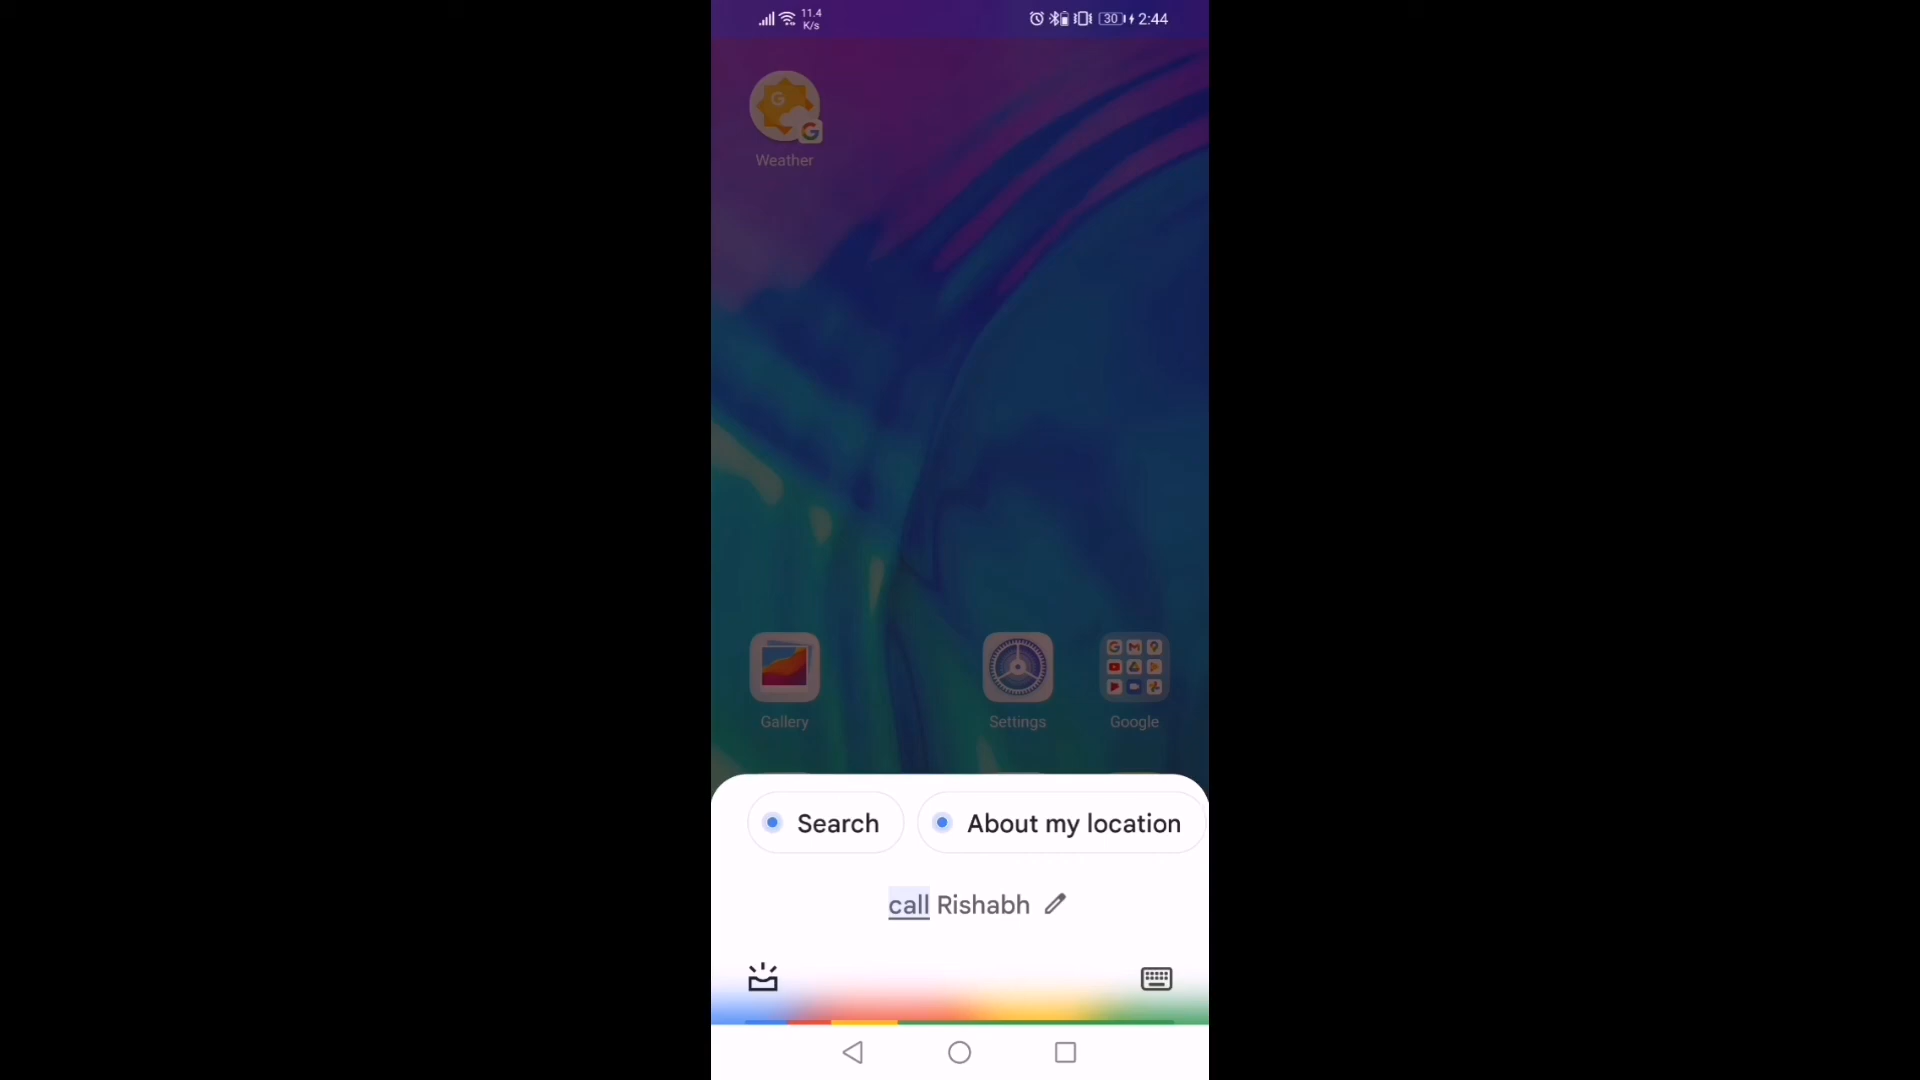 11.4
K/s
30
2:44
Weather
Gallery
Settings
Google
Search
About my location
call Rishabh